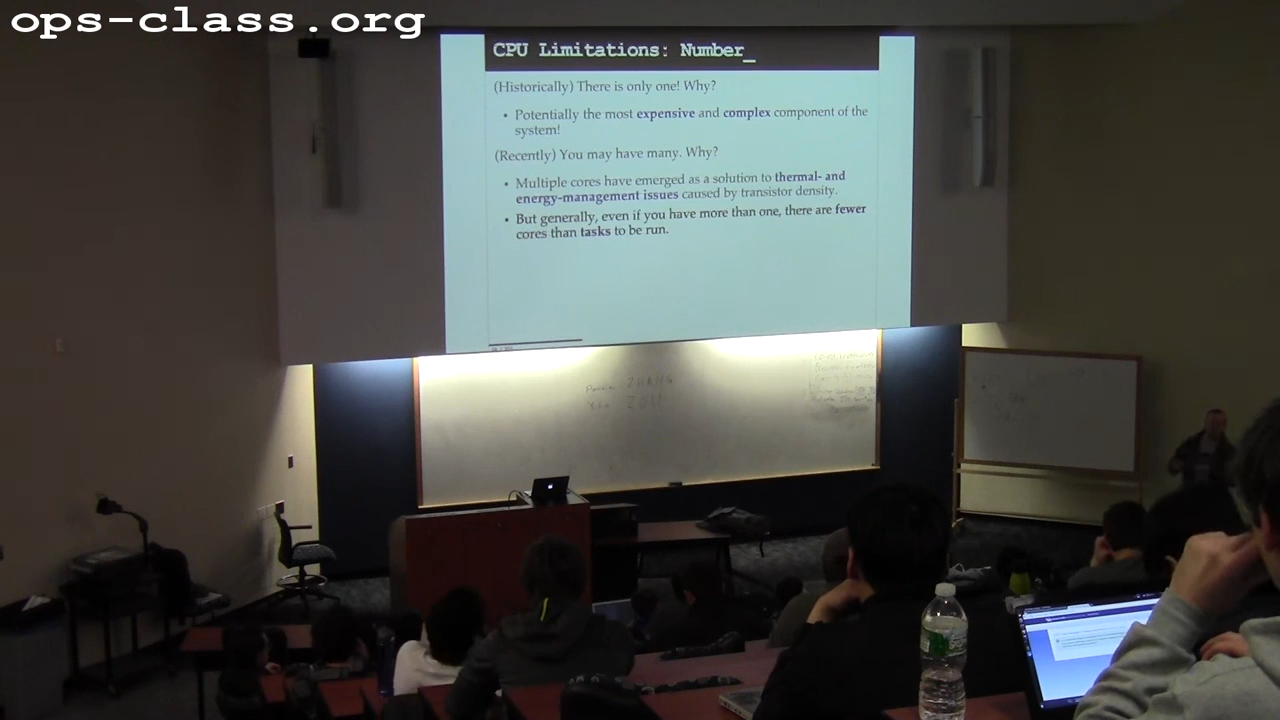 ops-class.org
CPU Limitations: Number_
(Historically) There is only one! Why?
• Potentially the most expensive and complex component of the
system!
(Recently) You may have many. Why?
• Multiple cores have emerged as a solution to thermal- and
energy-management issues caused by transistor density.
• But generally, even if you have more than one, there are fewer
cores than tasks to be run.
ZHANG
ZOU